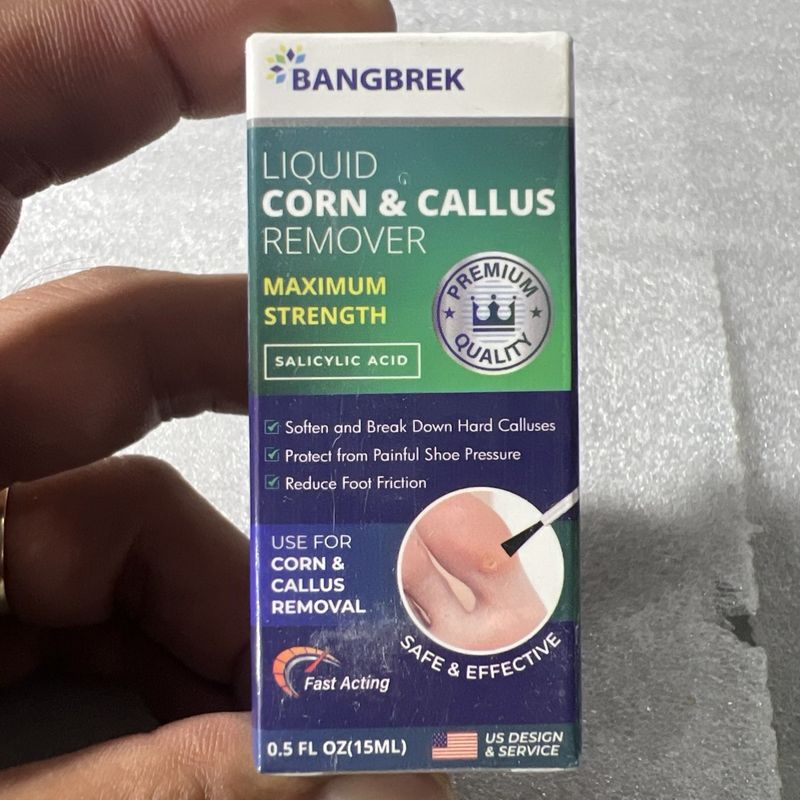 BANGBREK
LIQUID
CORN & CALLUS
REMOVER
MAXIMUM
STRENGTH
SALICYLIC ACID
PREMIUM
QUALITY
Soften and Break Down Hard Calluses
Protect from Painful Shoe Pressure
Reduce Foot Friction
USE FOR
CORN &
CALLUS
REMOVAL
SAFE & EFFECTIVE
Fast Acting
0.5 FL OZ(15ML)
US DESIGN
& SERVICE